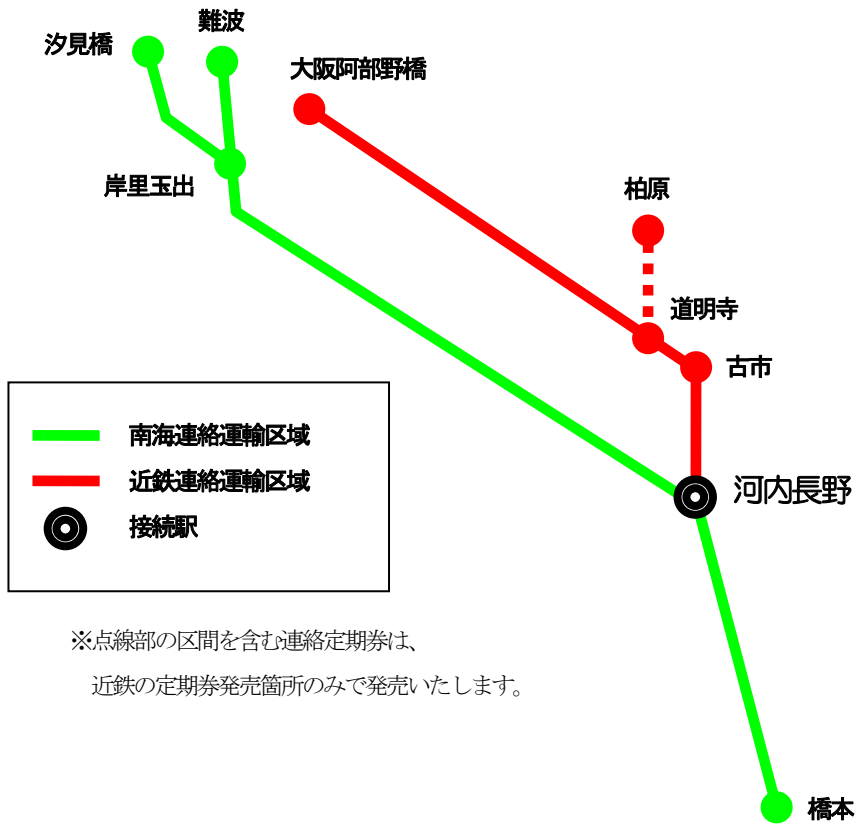 難波
汐見橋
大阪阿部野橋
岸里玉出
柏原
道明寺
古市
南海連絡運輸区域
近鉄連絡運輸区域
接続駅
河内長野
※点線部の区間を含む連絡定期券は、
近鉄の定期券発売箇所のみで発売いたします。
橋本